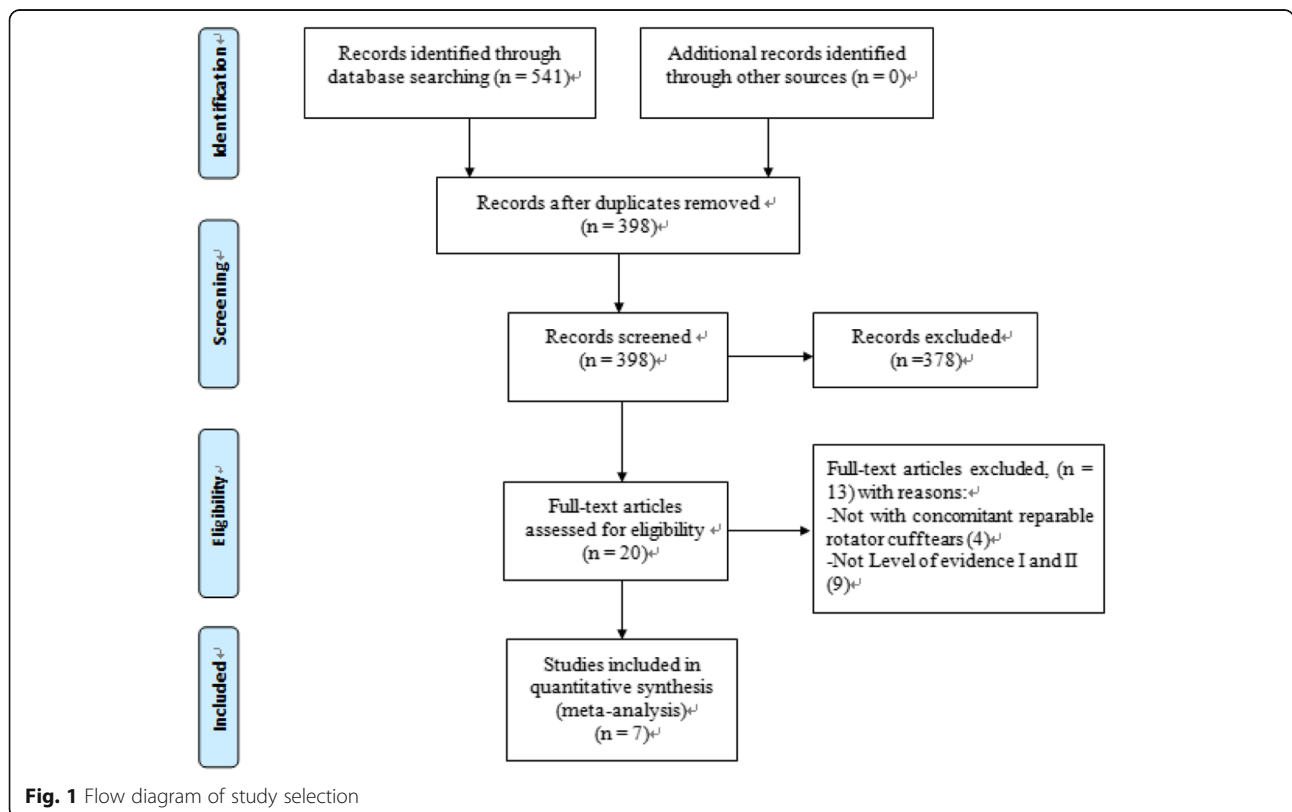 Identification↵
Records identified through
database searching (n = 541)↵
Additional records identified
through other sources (n = 0)↵
Records after duplicates removed ↵
(n = 398)↵
Screening↵
Records screened ↵
(n = 398)↵
Records excluded↵
(n =378)↵
Eligibility↵
Full-text articles
assessed for eligibility ↵
(n = 20)↵
Full-text articles excluded, (n =
13) with reasons:↵
-Not with concomitant reparable
rotator cufftears (4)↵
-Not Level of evidence I and II
(9)↵
Included↵
Studies included in
quantitative synthesis
(meta-analysis)↵
(n = 7)↵
Fig. 1 Flow diagram of study selection